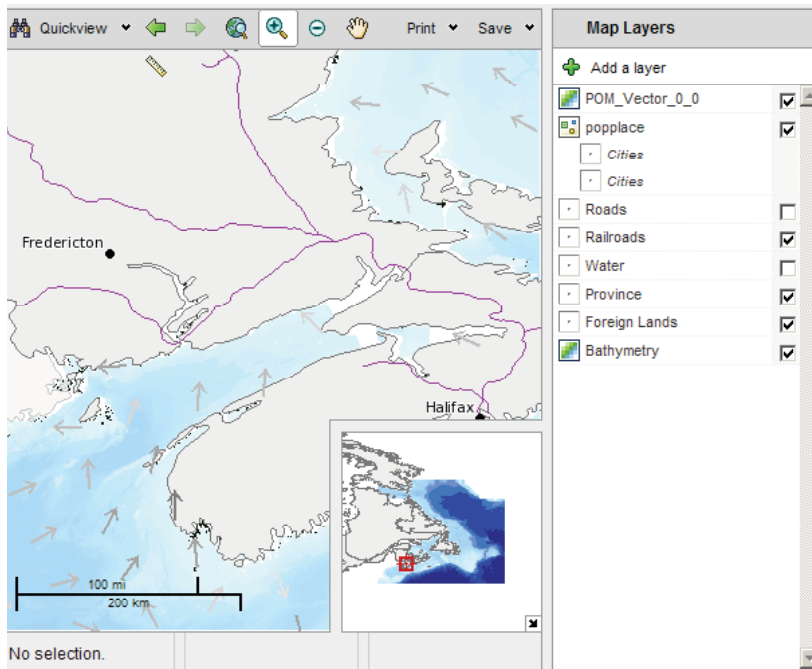 Quickview
Print
Save
Map Layers
Add a layer
POM_Vector_0_0
popplace
Cities
Cities
Roads
Railroads
Water
Province
Foreign Lands
Bathymetry
Fredericton
Halifax
100 mi
200 km
No selection.